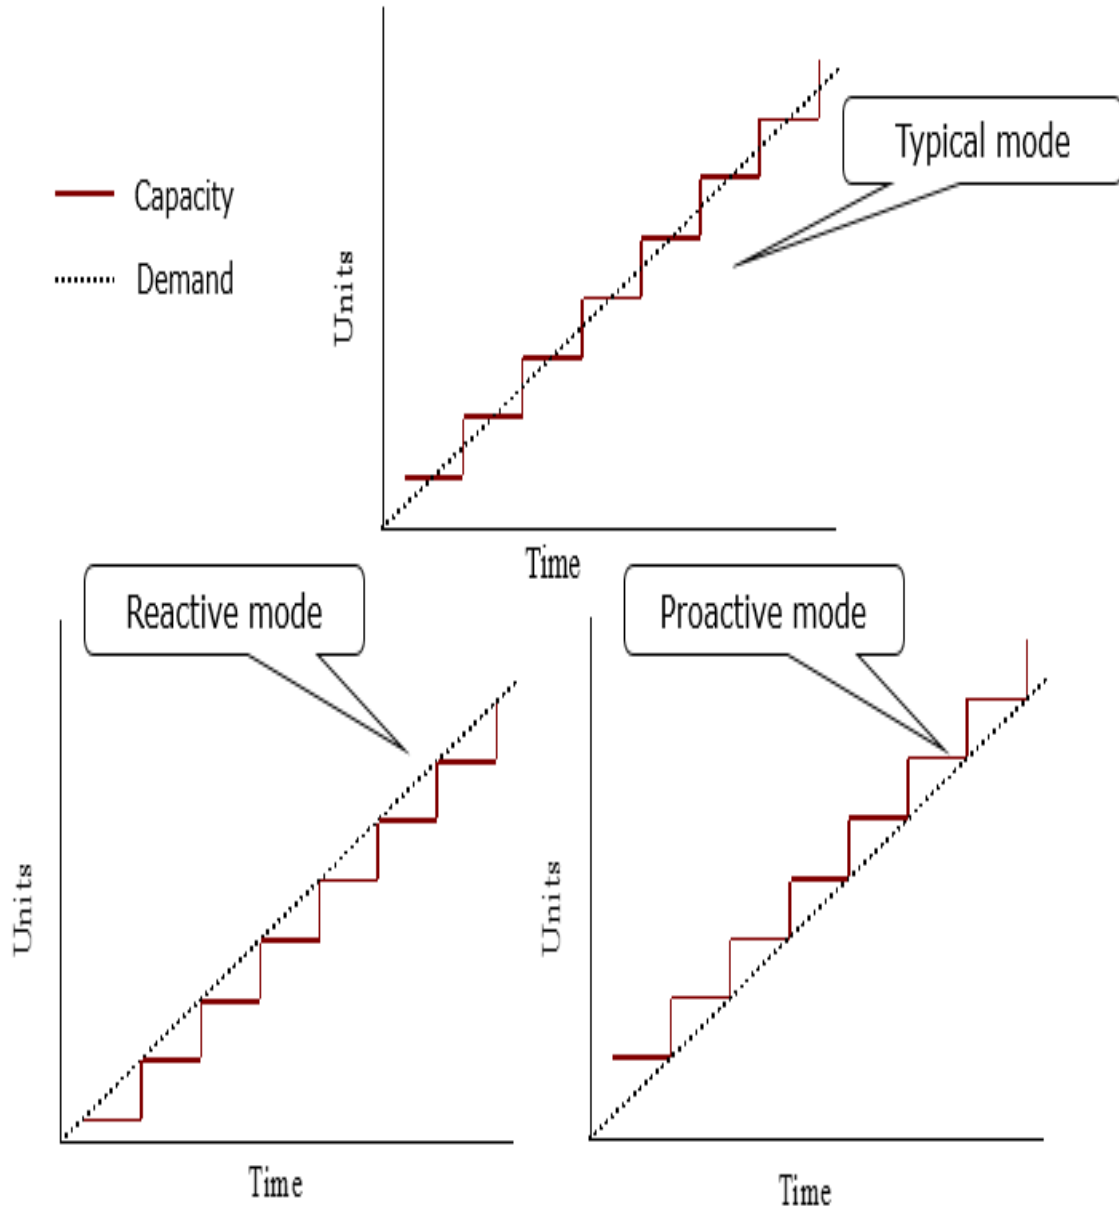 Typical mode
Capacity
Demand
Units
Time
Reactive mode
Proactive mode
Units
Units
Time
Time